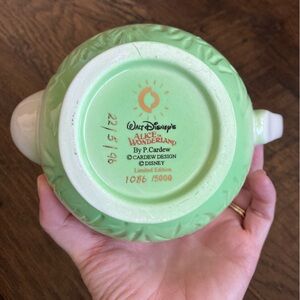 22/5/96
Walt Disney's
ALICE IN
WONDERLAND
By P.Cardew
© CARDEW DESIGN
© DISNEY
Limited Edition
1086 /5000